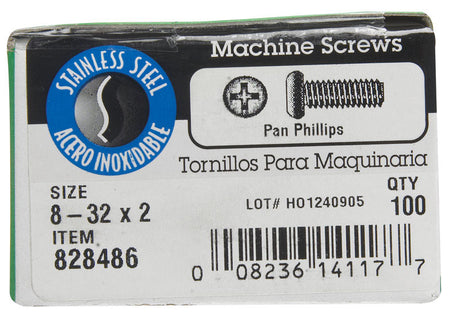 STAINLESS STEEL
ACERO INOXIDABLE
Machine Screws
Pan Phillips
Tornillos Para Maquinaria
SIZE
8-32 x 2
ITEM
828486
LOT# HO1240905
QTY
100
0 08236 14117 7